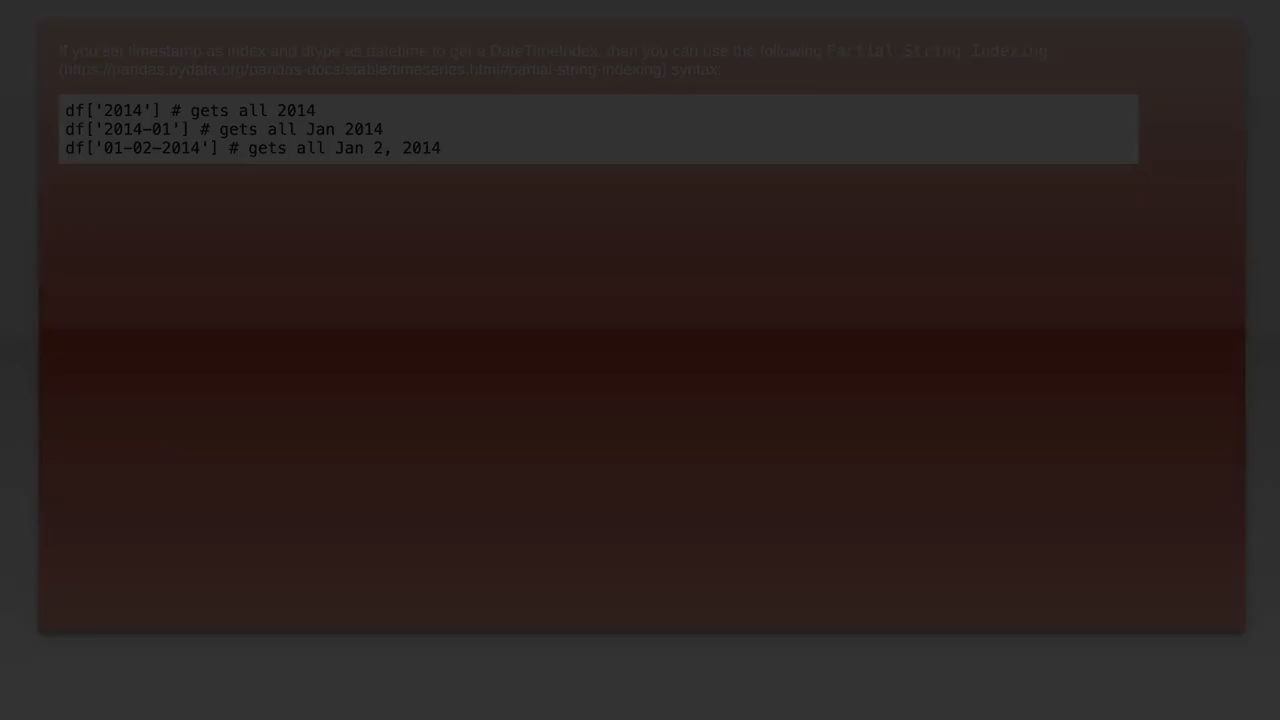 If you set timestamp as index and dtype as datetime to get a DateTimeIndex, then you can use the following Partial String Indexing
(https://pandas.pydata.org/pandas-docs/stable/timeseries.html#partial-string-indexing) syntax:
df['2014'] # gets all 2014
df['2014-01'] # gets all Jan 2014
df['01-02-2014'] # gets all Jan 2, 2014